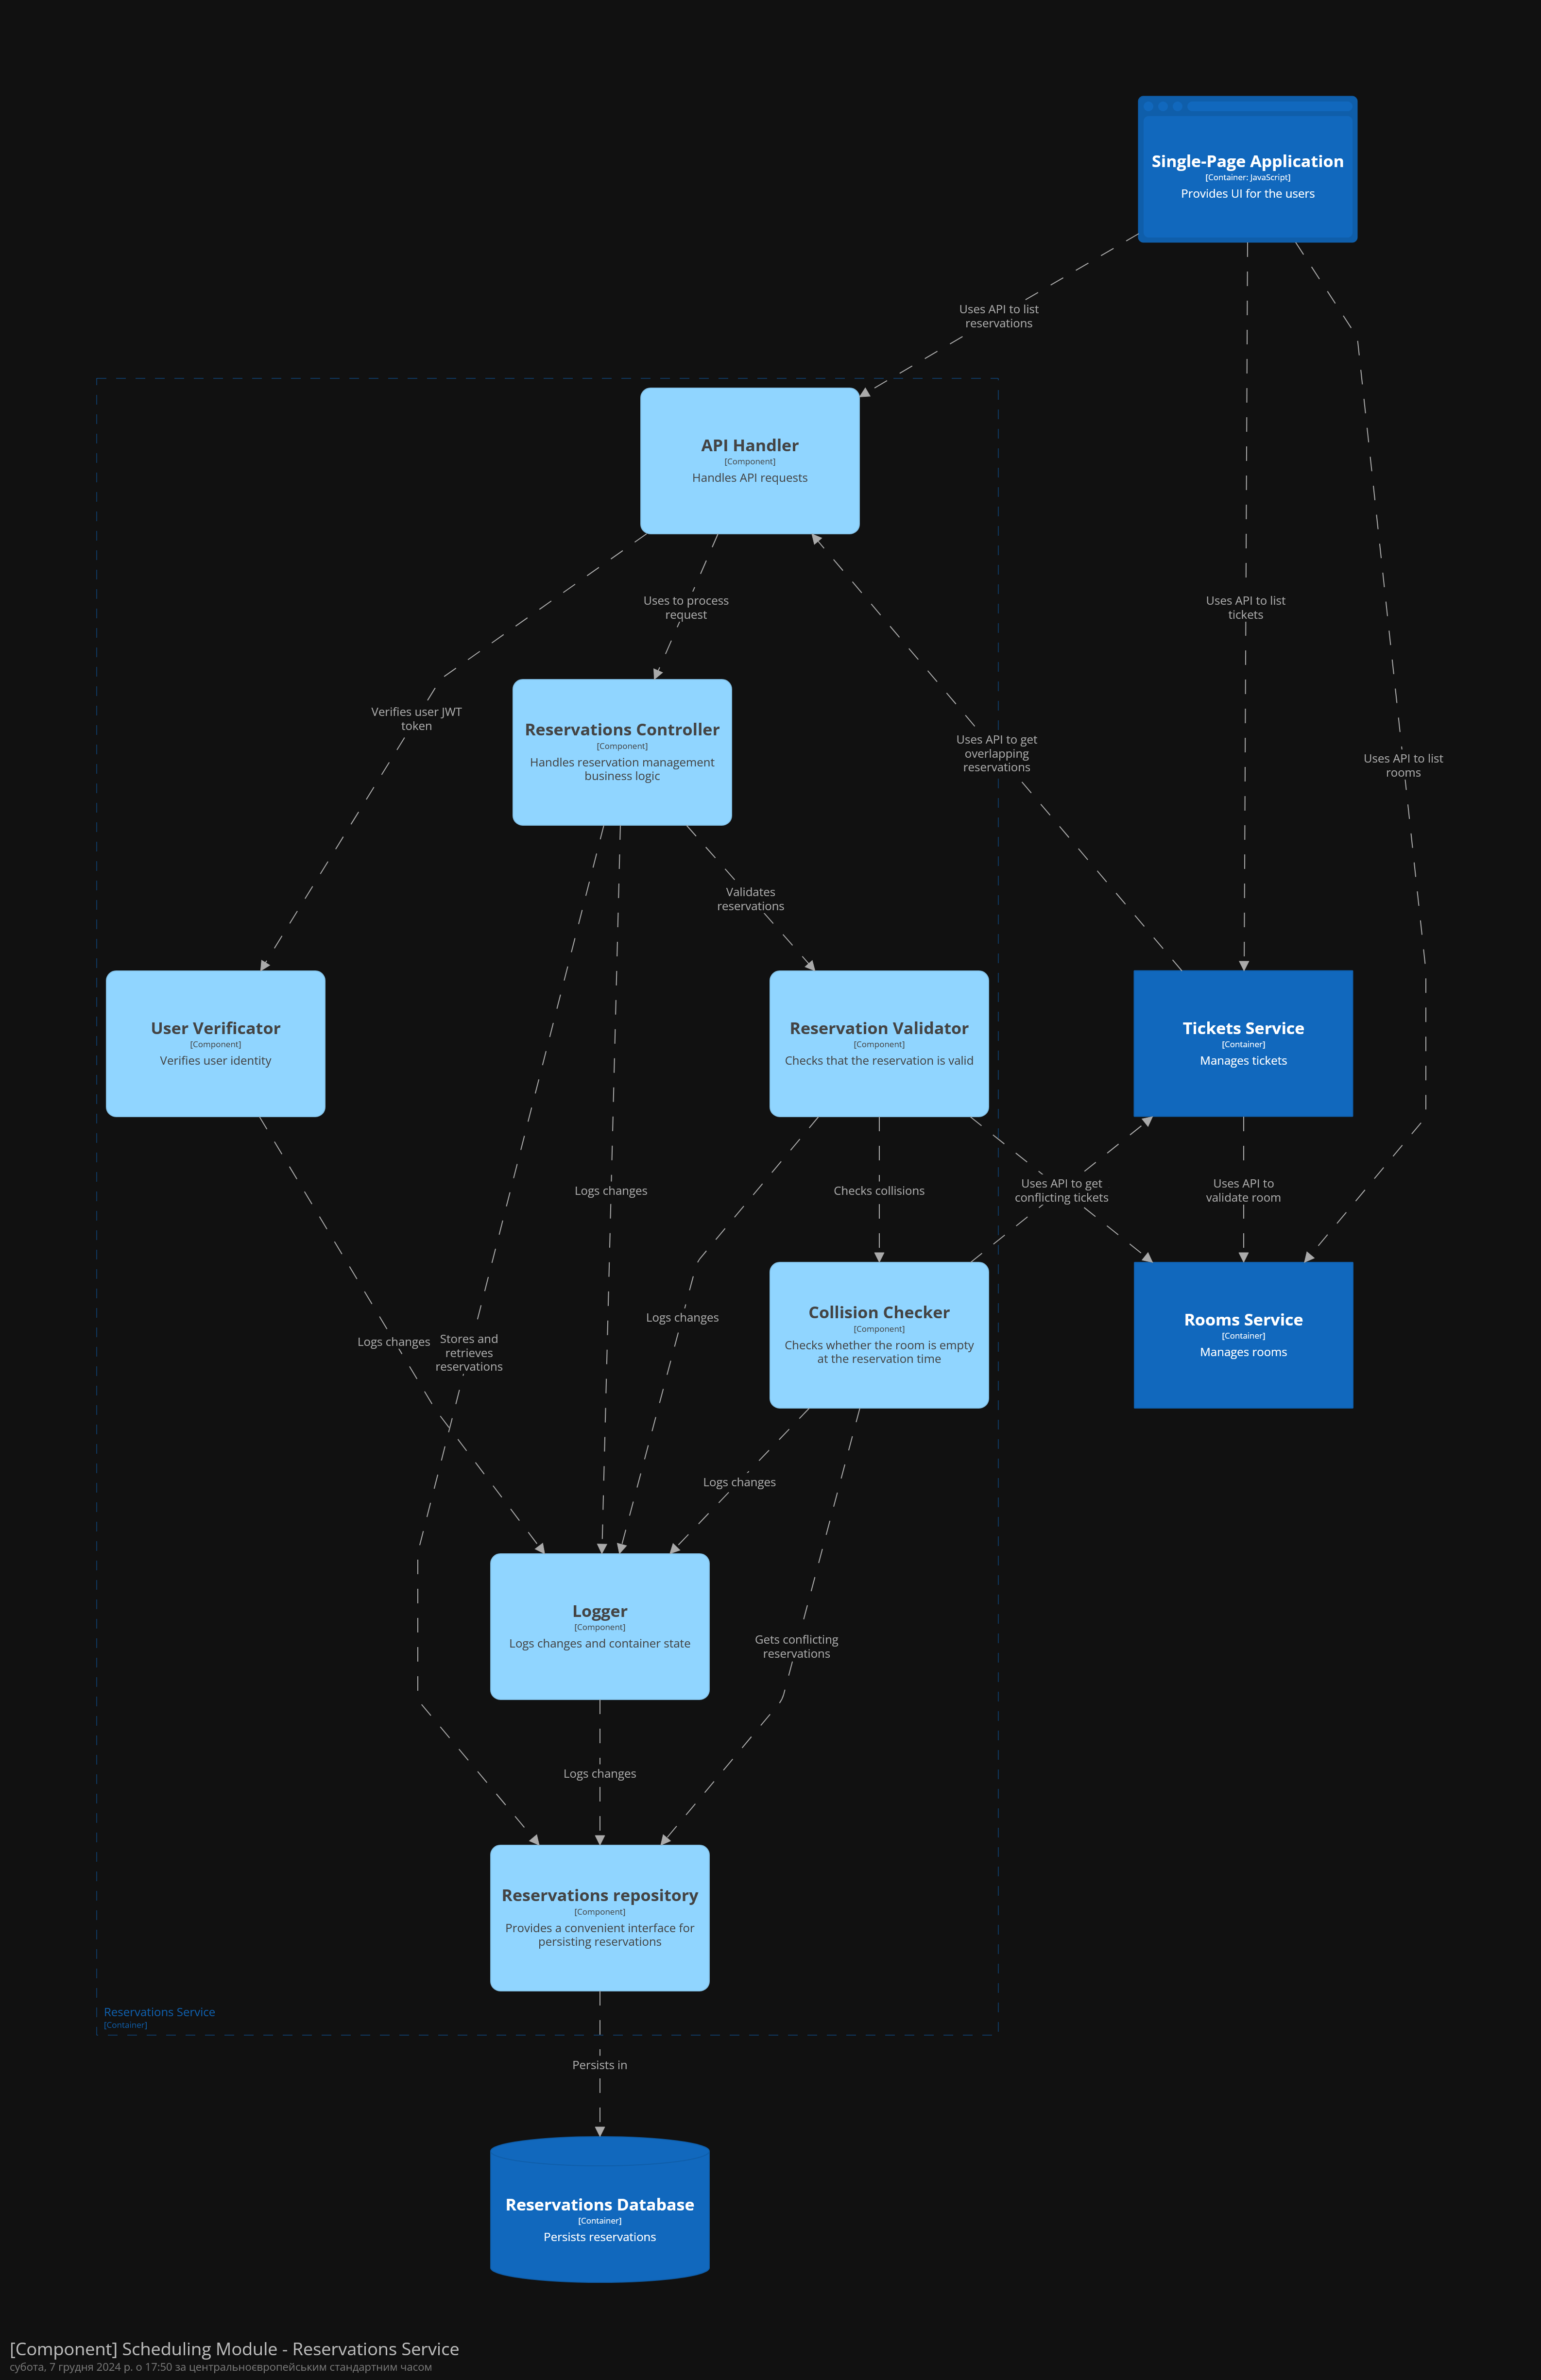 Single-Page Application
[Container: JavaScript]
Provides UI for the users
Uses API to list
reservations
API Handler
[Component]
Handles API requests
Uses to process
request
Uses API to list
tickets
Verifies user JWT
token
Reservations Controller
[Component]
Handles reservation management
business logic
Uses API to get
overlapping
reservations
Uses API to list
rooms
Validates
reservations
User Verificator
[Component]
Verifies user identity
Reservation Validator
[Component]
Checks that the reservation is valid
Tickets Service
[Container]
Manages tickets
Logs changes
Checks collisions
Uses API to get
conflicting tickets
Uses API to
validate room
Logs changes
Stores and
retrieves
reservations
Logs changes
Collision Checker
[Component]
Checks whether the room is empty
at the reservation time
Rooms Service
[Container]
Manages rooms
Logs changes
Logger
[Component]
Logs changes and container state
Gets conflicting
reservations
Logs changes
Reservations repository
[Component]
Provides a convenient interface for
persisting reservations
Reservations Service
[Container]
Persists in
Reservations Database
[Container]
Persists reservations
[Component] Scheduling Module - Reservations Service
субота, 7 грудня 2024 р. о 17:50 за центральноєвропейським стандартним часом